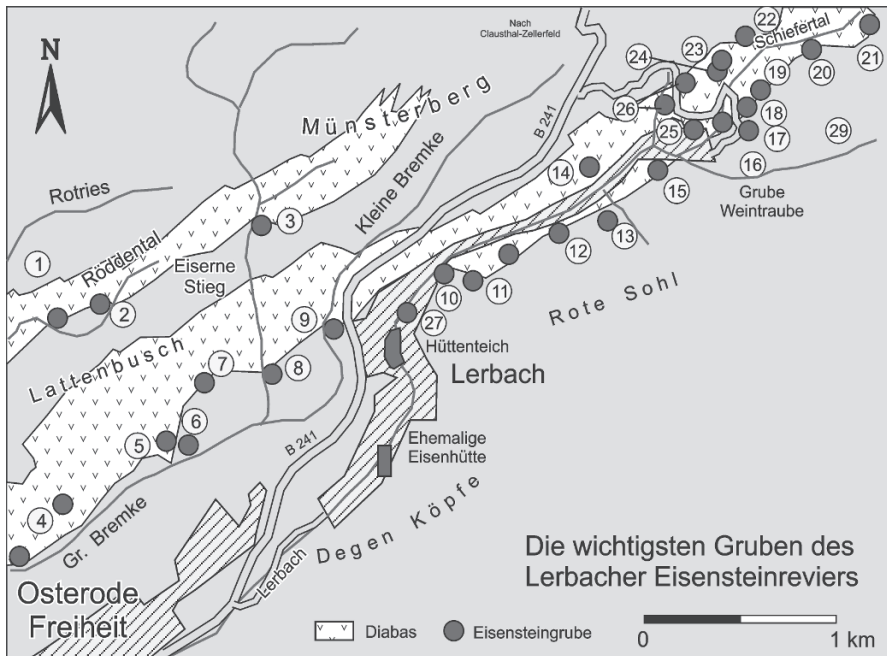 N
Nach
Clausthal-Zellerfeld
22
Schiefertal
23
24
21
20
19
18
17
26
25
29
16
Grube
Weintraube
15
14
13
12
B 241
Münsterberg
Kleine Bremke
Rotries
3
1
Röddental
Eiserne
Stieg
2
Rote Sohl
11
10
27
9
Hüttenteich
Lerbach
Lattenbusch
7
8
6
5
B 241
Ehemalige
Eisenhütte
4
Gr. Bremke
Degen Köpfe
Lerbach
Osterode
Freiheit
Die wichtigsten Gruben des
Lerbacher Eisensteinreviers
Diabas
Eisensteingrube
0
1 km